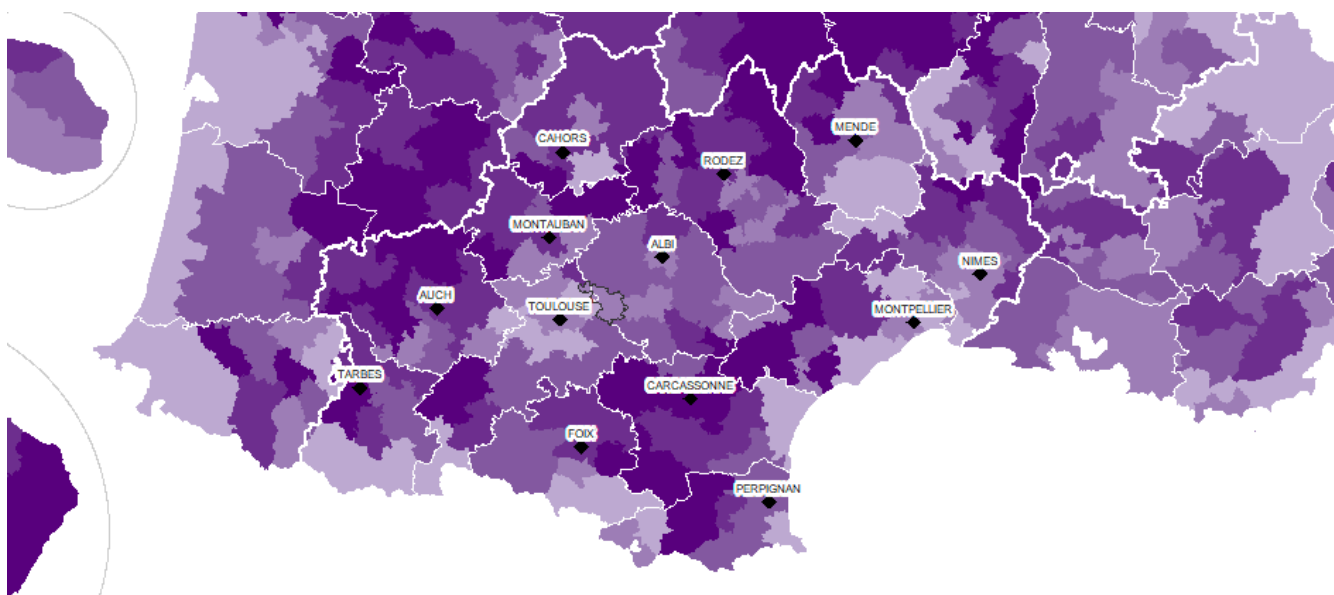 MENDE
CAHORS
RODEZ
MONTAUBAN
ALBI
NIMES
AUCH
TOULOUSE
MONTPELLIER
TARBES
CARCASSONNE
FOIX
PERPIGNAN